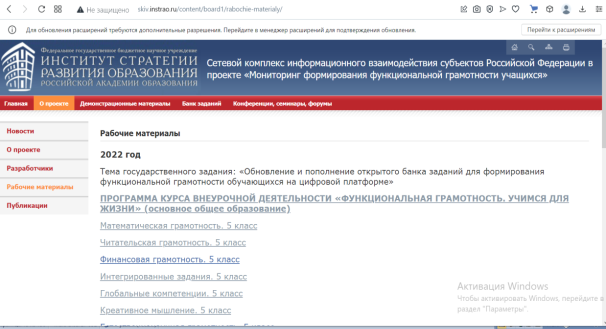 Не защищено skiv.instrao.ru/content/board1/rabochie-materialy/
Для обновления расширений требуются дополнительные разрешения. Перейдите в менеджер расширений для подтверждения обновления.
Перейти к расширениям
Федеральное государственное бюджетное научное учреждение
ИНСТИТУТ СТРАТЕГИИ
РАЗВИТИЯ ОБРАЗОВАНИЯ
РОССИЙСКОЙ АКАДЕМИИ ОБРАЗОВАНИЯ
Сетевой комплекс информационного взаимодействия субъектов Российской Федерации в
проекте «Мониторинг формирования функциональной грамотности учащихся»
Главная О проекте Демонстрационные материалы Банк заданий Конференции, семинары, форумы
Новости
О проекте
Разработчики
Рабочие материалы
Публикации
Рабочие материалы
2022 год
Тема государственного задания: «Обновление и пополнение открытого банка заданий для формирования
функциональной грамотности обучающихся на цифровой платформе»
ПРОГРАММА КУРСА ВНЕУРОЧНОЙ ДЕЯТЕЛЬНОСТИ «ФУНКЦИОНАЛЬНАЯ ГРАМОТНОСТЬ. УЧИМСЯ ДЛЯ
ЖИЗНИ» (основное общее образование)
Математическая грамотность. 5 класс
Читательская грамотность. 5 класс
Финансовая грамотность. 5 класс
Интегрированные задания. 5 класс
Глобальные компетенции. 5 класс
Креативное мышление. 5 класс
Активация Windows
Чтобы активировать Windows, перейдите в
раздел "Параметры".